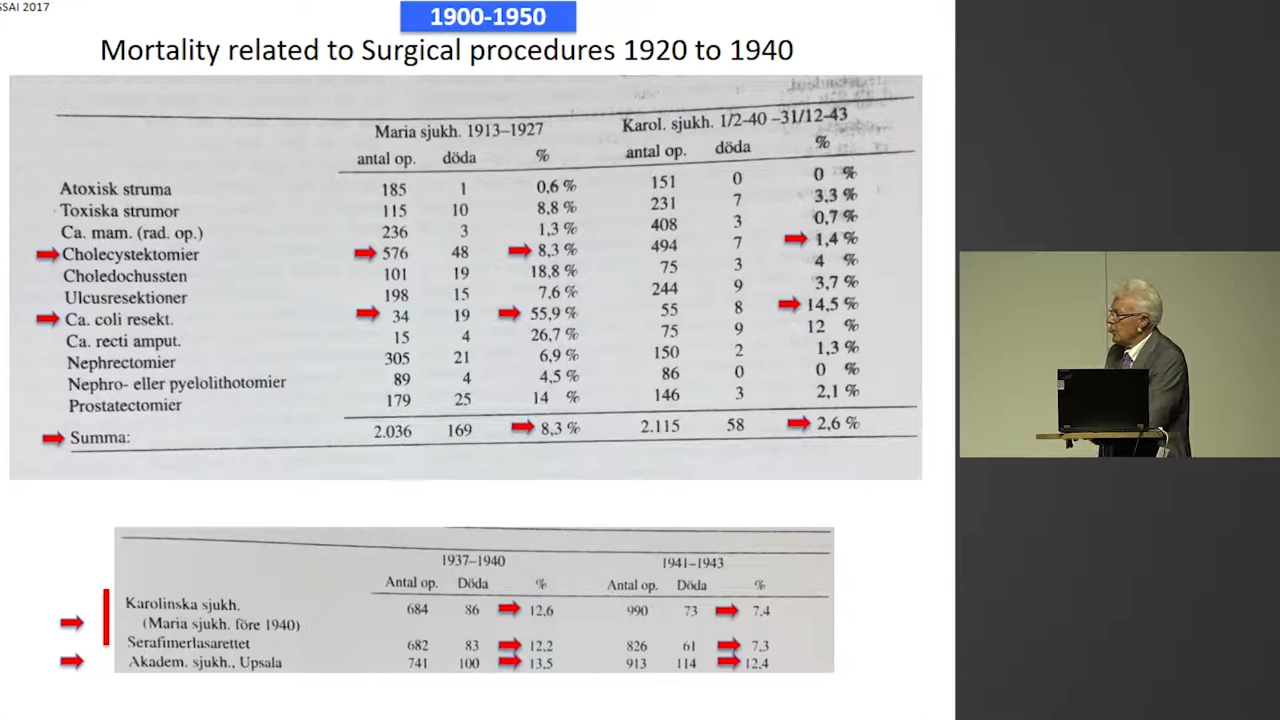 SSAI 2017
1900-1950
Mortality related to Surgical procedures 1920 to 1940
Maria sjukh. 1913–1927 Karol. sjukh. 1/2-40 –31/12-43
antal op. döda % antal op. döda %
Atoxisk struma 185 1 0,6 % 151 0 0 %
Toxiska strumor 115 10 8,8 % 231 7 3,3 %
Ca. mam. (rad. op.) 236 3 1,3 % 408 3 0,7 %
Cholecystektomier 576 48 8,3 % 494 7 1,4 %
Choledochussten 101 19 18,8 % 75 3 4 %
Ulcusresektioner 198 15 7,6 % 244 9 3,7 %
Ca. coli resekt. 34 19 55,9 % 55 8 14,5 %
Ca. recti amput. 15 4 26,7 % 75 9 12 %
Nephrectomier 305 21 6,9 % 150 2 1,3 %
Nephro- eller pyelolithotomier 89 4 4,5 % 86 0 0 %
Prostatectomier 179 25 14 % 146 3 2,1 %
Summa: 2.036 169 8,3 % 2.115 58 2,6 %
1937–1940 1941–1943
Antal op. Döda % Antal op. Döda %
Karolinska sjukh. 684 86 12,6 990 73 7.4
(Maria sjukh. före 1940)
Serafimerlasarettet 682 83 12,2 826 61 7,3
Akadem. sjukh., Upsala 741 100 13,5 913 114 12,4